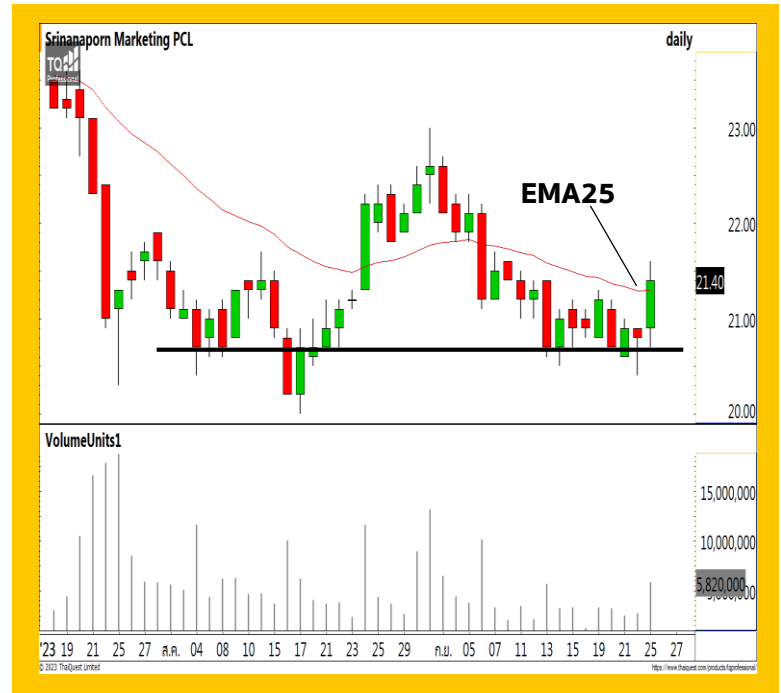 Srinanaporn Marketing PCL daily
TQ
Professional
23.00
EMA25
22.00
21.40
21.00
20.00
VolumeUnits1
15,000,000
10,000,000
5,820,000
'23 19 21 25 27 ส.ค. 04 08 10 15 17 21 23 25 29 ก.ย. 05 07 11 13 15 19 21 25 27
© 2023 ThaiQuest Limited https://www.thaiquest.com/products/tqprofessional/